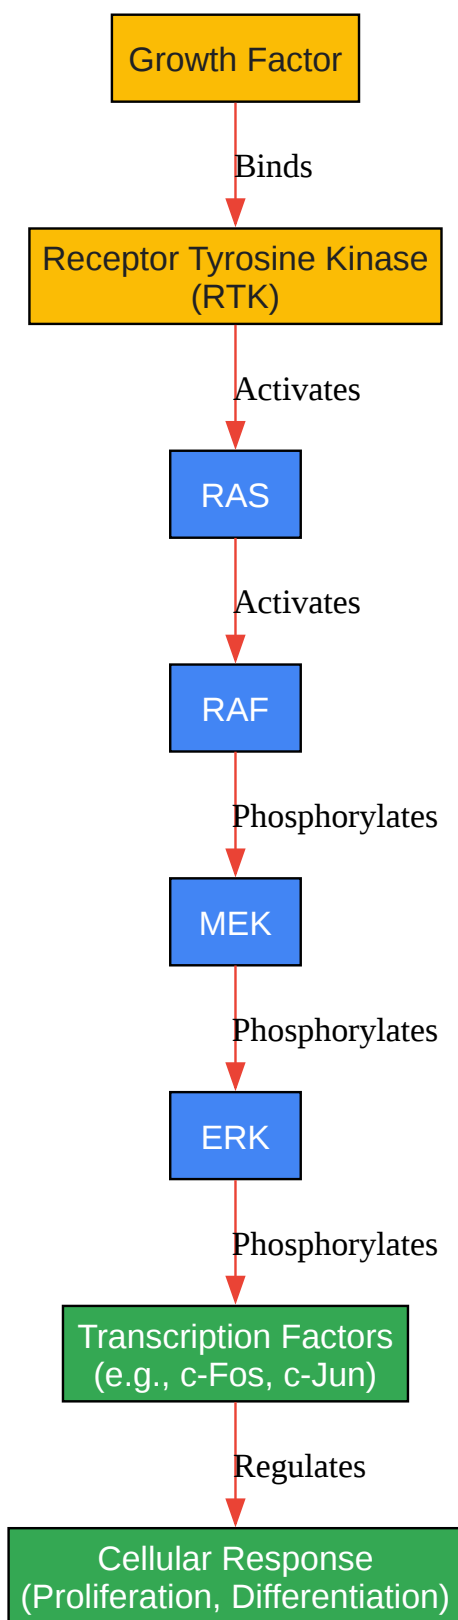 Growth Factor
Binds
Receptor Tyrosine Kinase
(RTK)
Activates
RAS
Activates
RAF
Phosphorylates
MEK
Phosphorylates
ERK
Phosphorylates
Transcription Factors
(e.g., c-Fos, c-Jun)
Regulates
Cellular Response
(Proliferation, Differentiation)